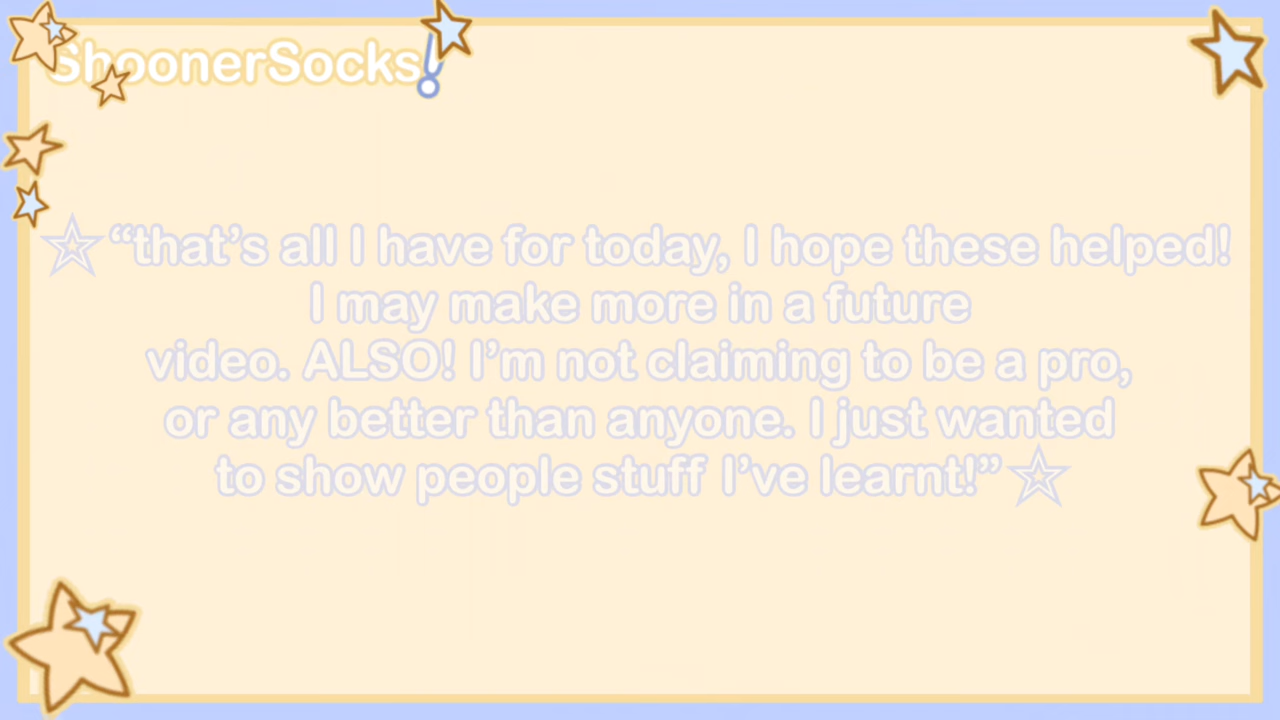 ShoonerSocks!
☆“that’s all I have for today, I hope these helped!
I may make more in a future
video. ALSO! I’m not claiming to be a pro,
or any better than anyone. I just wanted
to show people stuff I’ve learnt!”☆